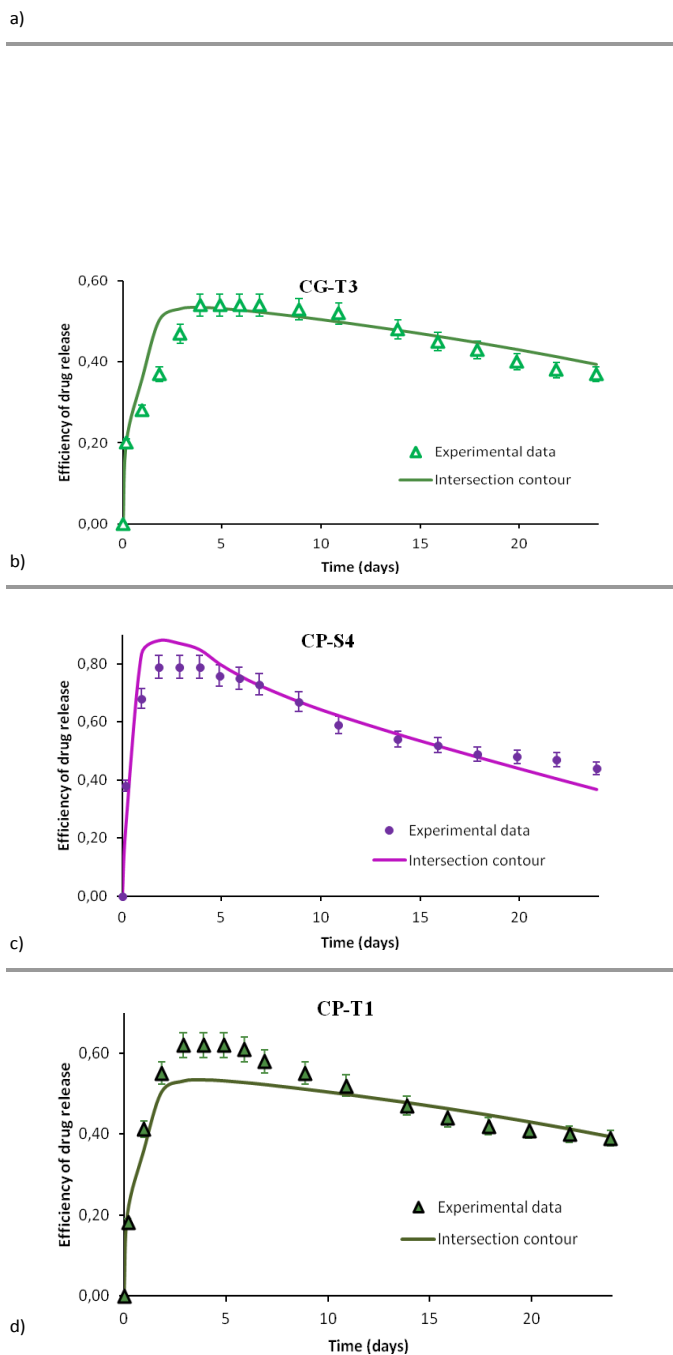 a)
CG-T3
0,60
0,40
0,20
0,00
Efficiency of drug release
Experimental data
Intersection contour
0 5 10 15 20
Time (days)
b)
CP-S4
0,80
0,60
0,40
0,20
0,00
Efficiency of drug release
Experimental data
Intersection contour
0 5 10 15 20
Time (days)
c)
CP-T1
0,60
0,40
0,20
0,00
Efficiency of drug release
Experimental data
Intersection contour
0 5 10 15 20
Time (days)
d)